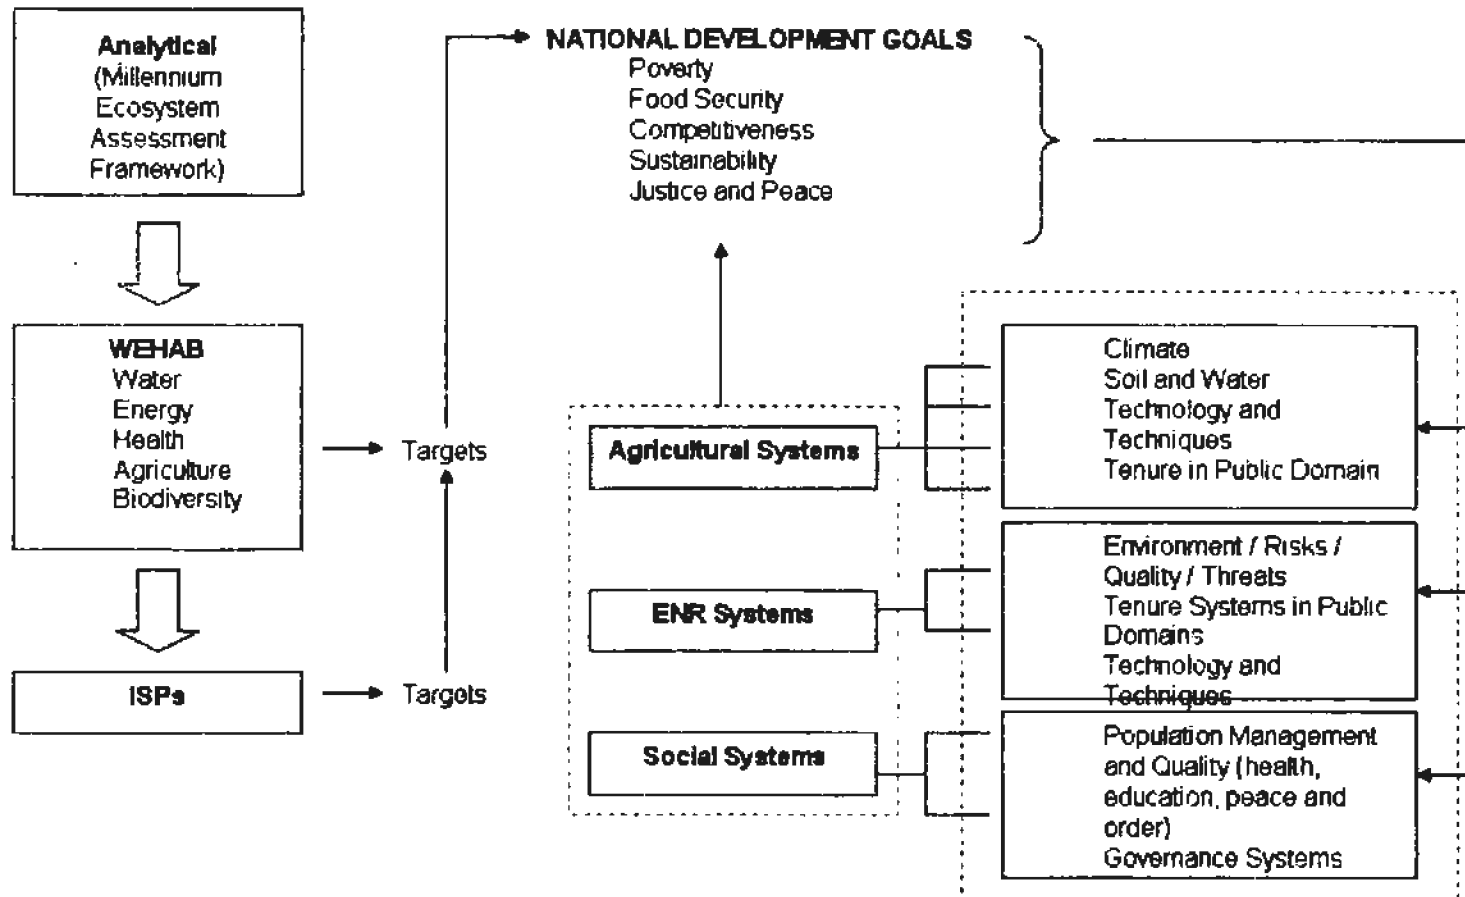 Analytical
(Millennium
Ecosystem
Assessment
Framework)
WEHAB
Water
Energy
Health
Agriculture
Biodiversity
ISPs
Targets
Targets
NATIONAL DEVELOPMENT GOALS
Poverty
Food Security
Competitiveness
Sustainability
Justice and Peace
Agricultural Systems
ENR Systems
Social Systems
Climate
Soil and Water
Technology and
Techniques
Tenure in Public Domain
Environment / Risks /
Quality / Threats
Tenure Systems in Public
Domains
Technology and
Techniques
Population Management
and Quality (health,
education, peace and
order)
Governance Systems